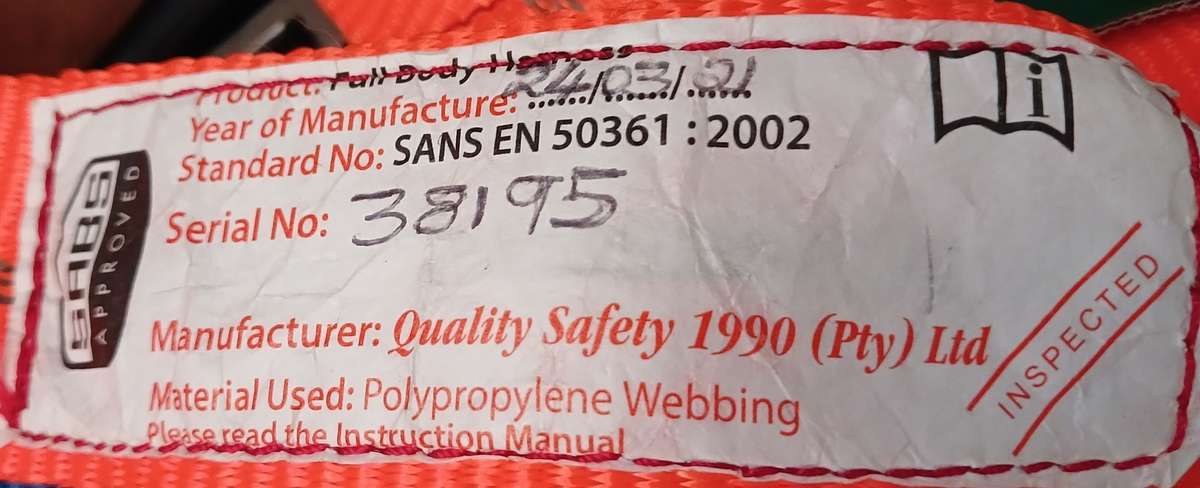 Product: Full Body Harness
Year of Manufacture: 24/03/21
Standard No: SANS EN 50361 : 2002
Serial No: 38195
Manufacturer: Quality Safety 1990 (Pty) Ltd
Material Used: Polypropylene Webbing
Please read the Instruction Manual
SABS
APPROVED
i
INSPECTED